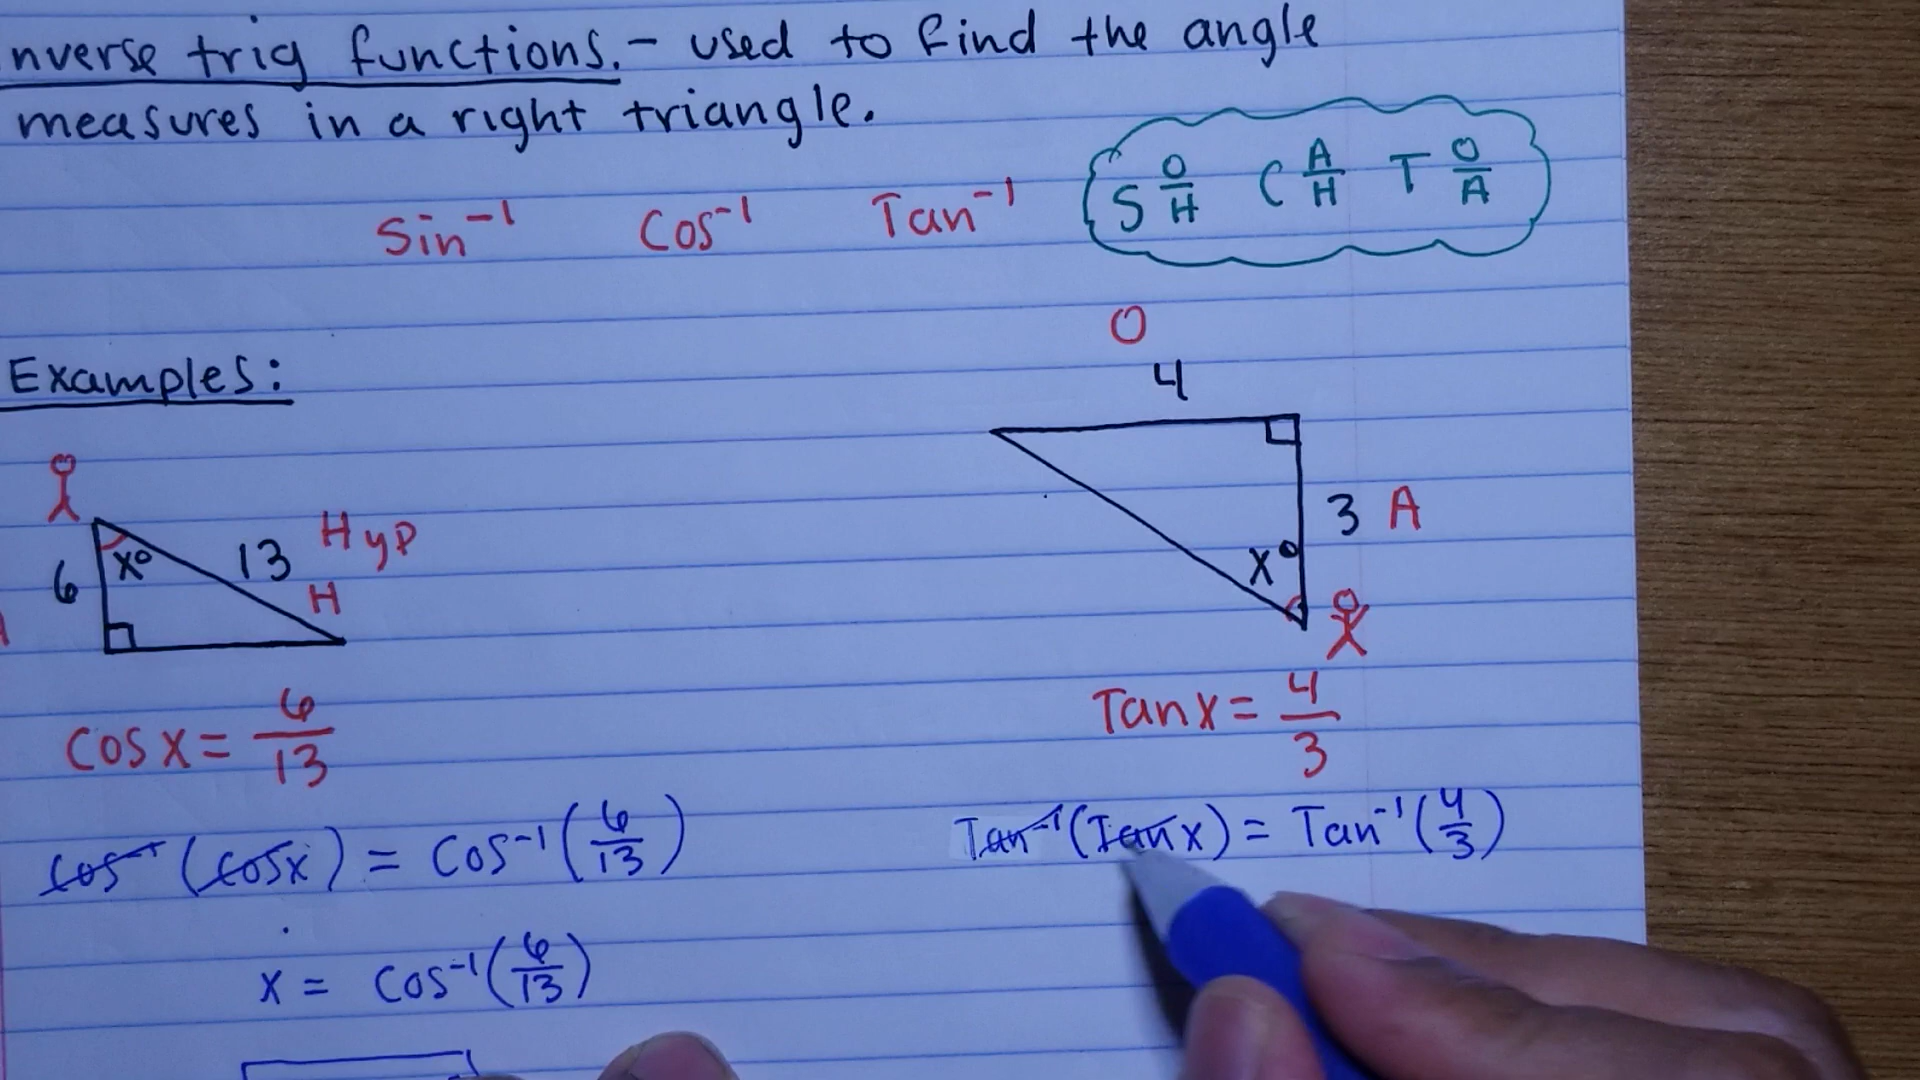 nverse trig functions. - used to find the angle
measures in a right triangle.
Sin⁻¹ Cos⁻¹ Tan⁻¹
S O/H C A/H T O/A
Examples:
6 x° 13 Hyp
H
O
4
3 A
x°
Cos x = 6/13
Tan x = 4/3
Cos⁻¹ (Cos x) = Cos⁻¹ (6/13)
Tan⁻¹ (Tan x) = Tan⁻¹ (4/3)
x = Cos⁻¹ (6/13)